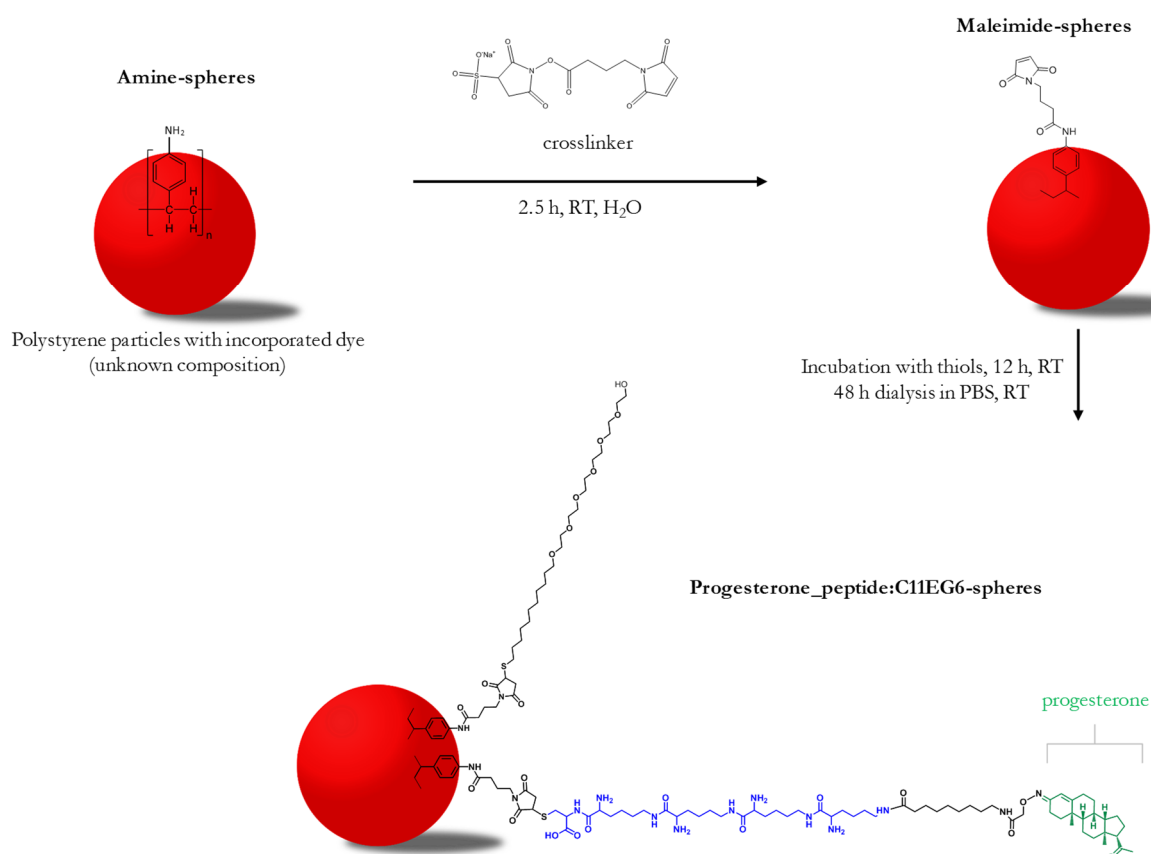 Maleimide-spheres
Amine-spheres
crosslinker
2.5 h, RT, H₂O
Polystyrene particles with incorporated dye
(unknown composition)
Incubation with thiols, 12 h, RT
48 h dialysis in PBS, RT
Progesterone_peptide:C11EG6-spheres
progesterone
O⁻Na⁺
O
S
O
O
O
N
O
O
O
O
N
O
NH₂
H
C
C
H
H
n
O
N
O
O
NH
HO
O
O
O
O
O
O
S
O
N
O
O
NH
NH
O
O
N
O
S
HO
O
H
N
O
NH₂
H
N
O
NH₂
NH₂
H
N
O
H
N
O
NH₂
NH
O
H
N
O
O
N
H
H
H